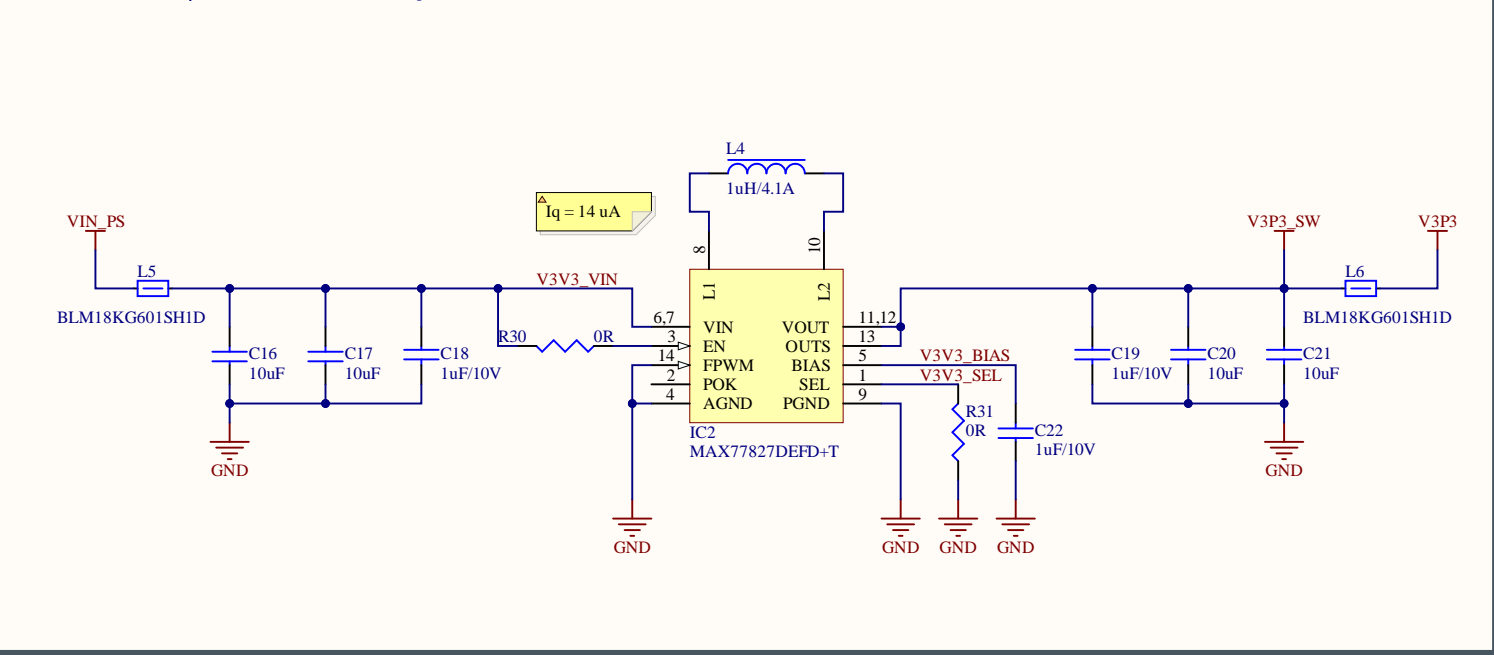 L4
1uH/4.1A
Iq = 14 uA
VIN_PS
V3P3_SW
V3P3
8
10
L5
V3V3_VIN
L1
L2
L6
BLM18KG601SH1D
BLM18KG601SH1D
6,7
VIN
VOUT
11,12
R30
0R
3
EN
OUTS
13
C16
10uF
C17
10uF
C18
1uF/10V
14
FPWM
BIAS
5
V3V3_BIAS
C19
1uF/10V
C20
10uF
C21
10uF
2
POK
SEL
1
V3V3_SEL
4
AGND
PGND
9
R31
0R
C22
1uF/10V
IC2
MAX77827DEFD+T
GND
GND
GND
GND
GND
GND